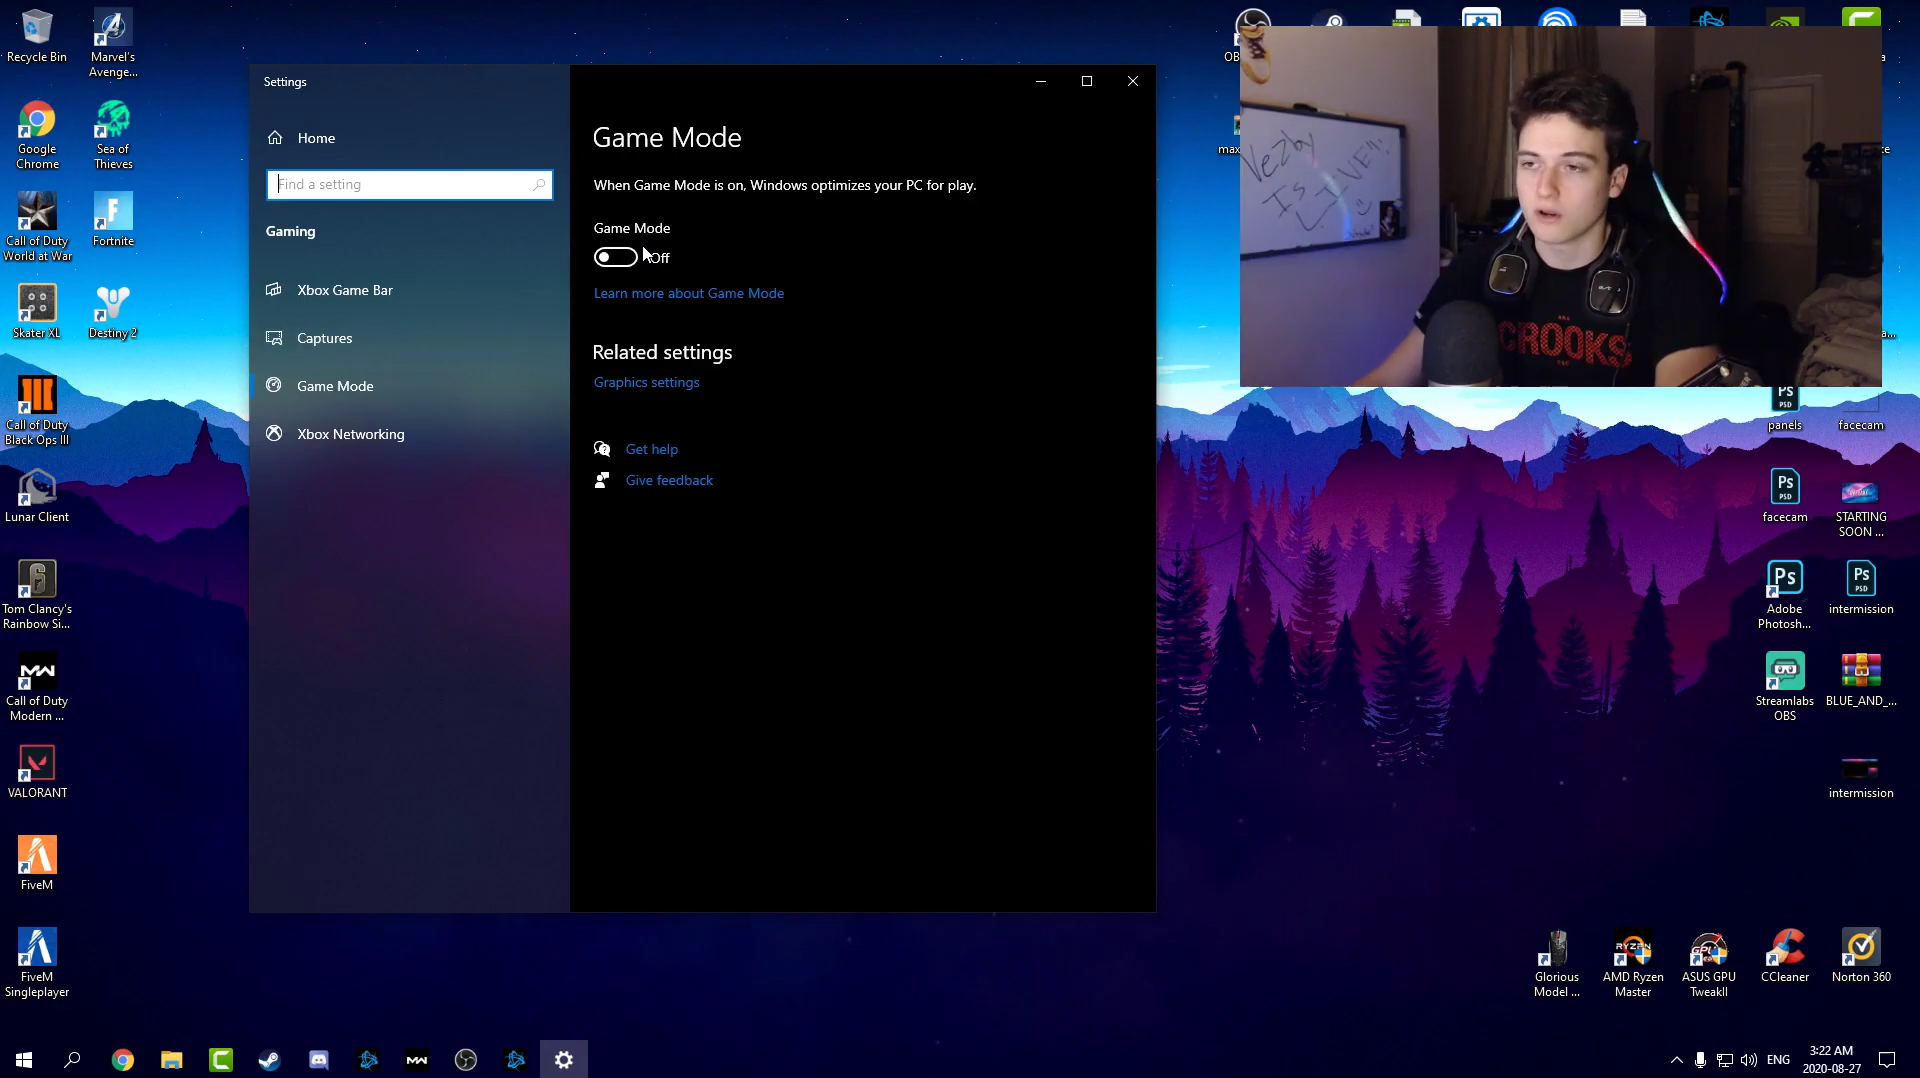 Recycle Bin
Marvel's
Avenge...
Google
Chrome
Sea of
Thieves
Call of Duty
World at War
Fortnite
Skater XL
Destiny 2
Call of Duty
Black Ops III
Lunar Client
Tom Clancy's
Rainbow Si...
Call of Duty
Modern ...
VALORANT
FiveM
FiveM
Singleplayer
Settings
Home
Find a setting
Gaming
Xbox Game Bar
Captures
Game Mode
Xbox Networking
Game Mode
When Game Mode is on, Windows optimizes your PC for play.
Game Mode
Off
Learn more about Game Mode
Related settings
Graphics settings
Get help
Give feedback
Vezby
Is LIVE!!
CROOKS
panels
facecam
facecam
STARTING
SOON ...
Adobe
Photosh...
intermission
Streamlabs
OBS
BLUE_AND_...
intermission
Glorious
Model ...
AMD Ryzen
Master
ASUS GPU
TweakII
CCleaner
Norton 360
ENG
3:22 AM
2020-08-27